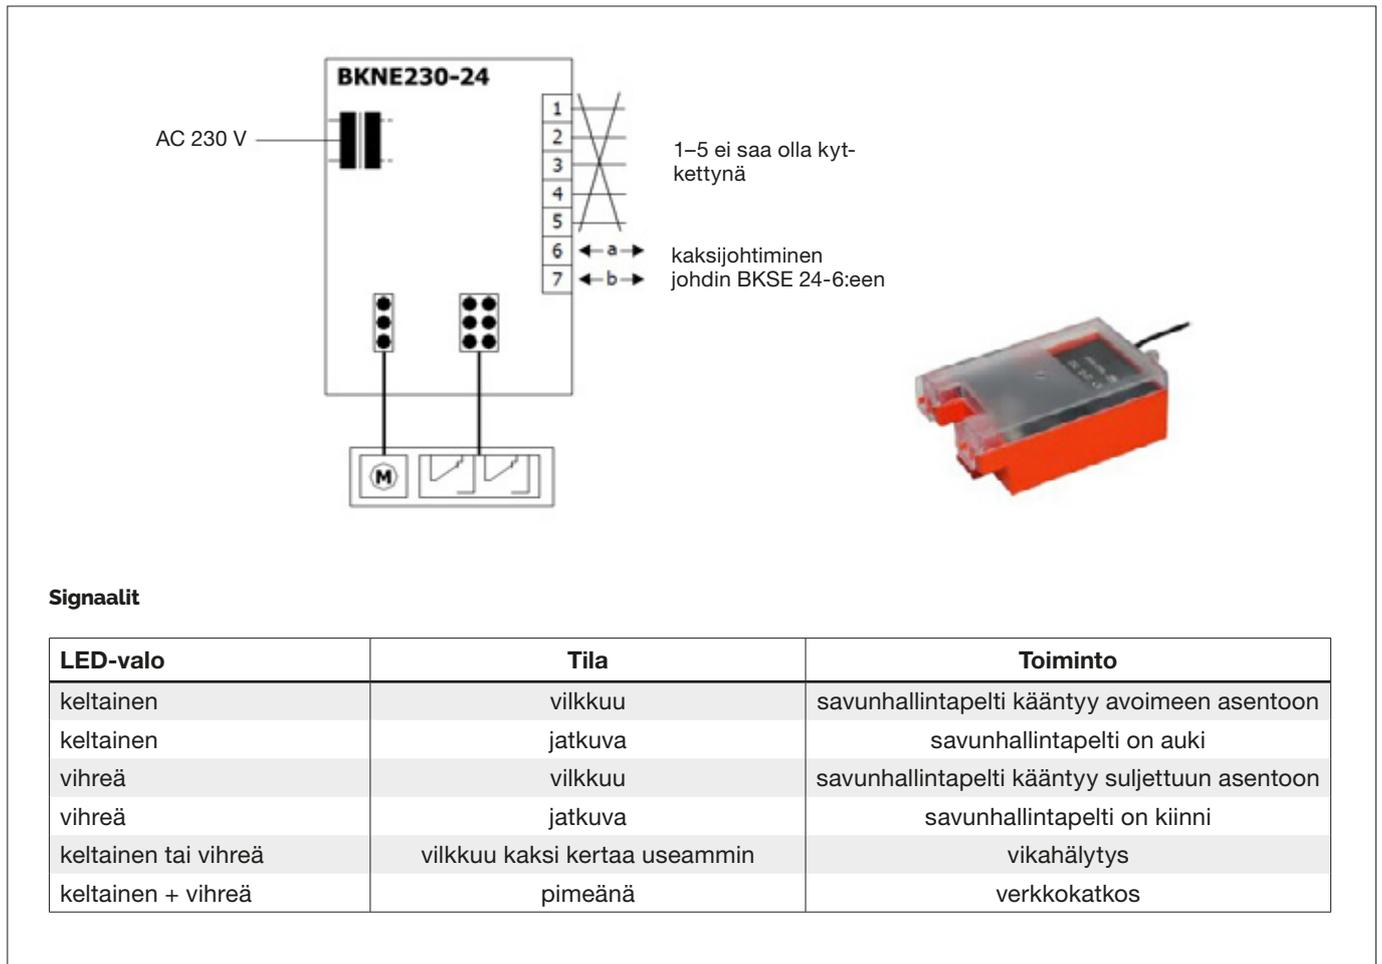 BKNE230-24
AC 230 V
1
2
3
4
5
6
7
a
b
1–5 ei saa olla kyt-
kettynä
kaksijohtiminen
johdin BKSE 24-6:een
M
Signaalit
LED-valo Tila Toiminto
keltainen vilkkuu savunhallintapelti kääntyy avoimeen asentoon
keltainen jatkuva savunhallintapelti on auki
vihreä vilkkuu savunhallintapelti kääntyy suljettuun asentoon
vihreä jatkuva savunhallintapelti on kiinni
keltainen tai vihreä vilkkuu kaksi kertaa useammin vikahälytys
keltainen + vihreä pimeänä verkkokatkos